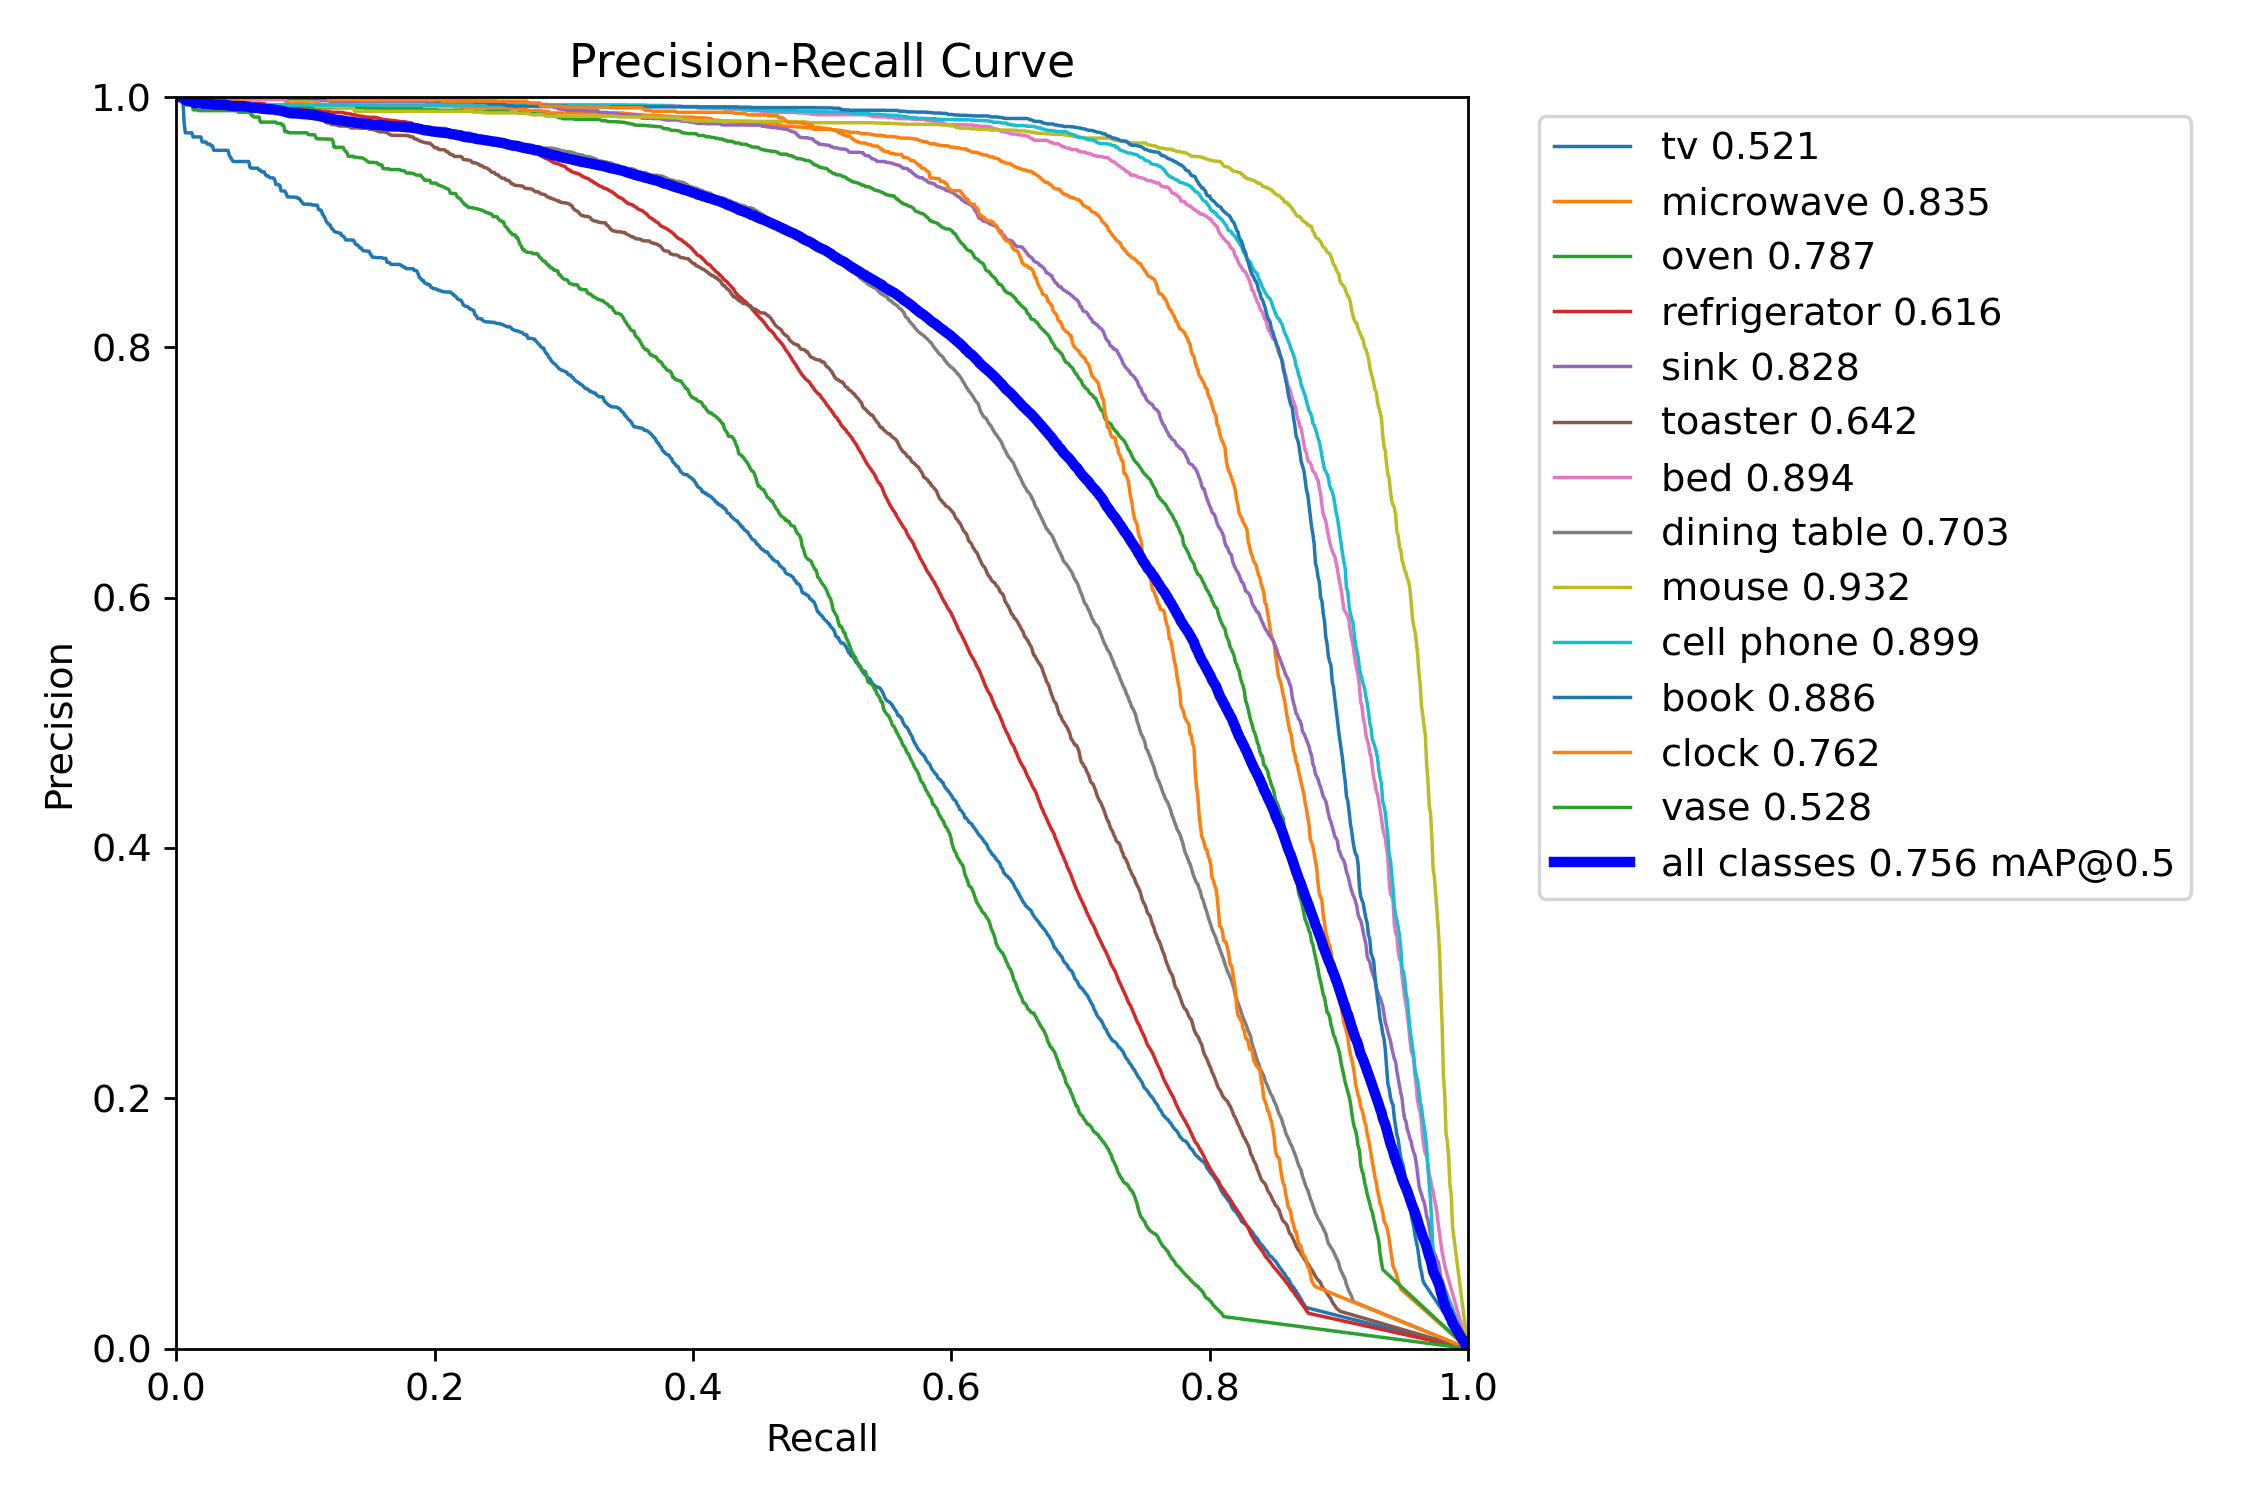 Precision-Recall Curve
1.0
0.8
0.6
0.4
0.2
0.0
Precision
0.0 0.2 0.4 0.6 0.8 1.0
Recall
tv 0.521
microwave 0.835
oven 0.787
refrigerator 0.616
sink 0.828
toaster 0.642
bed 0.894
dining table 0.703
mouse 0.932
cell phone 0.899
book 0.886
clock 0.762
vase 0.528
all classes 0.756 mAP@0.5